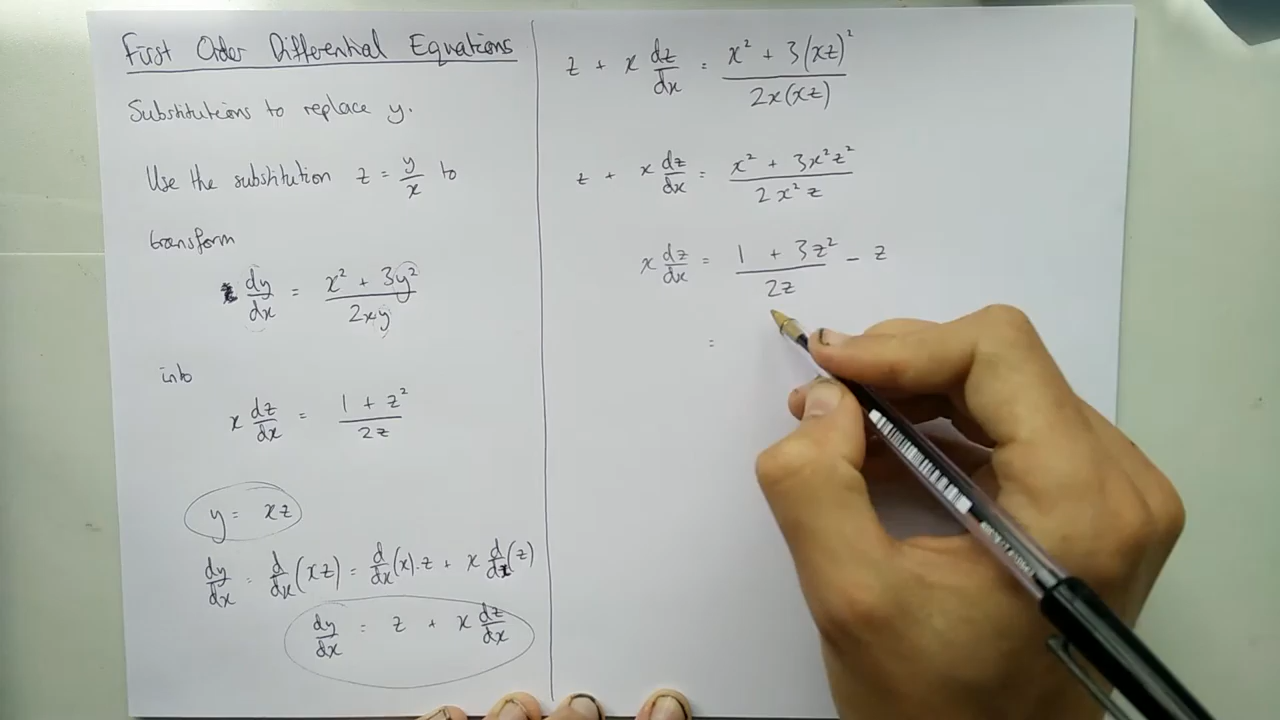 First Order Differential Equations
Substitutions to replace y.
Use the substitution z = y/x to
transform
dy/dx = (x² + 3y²)/(2xy)
into
x dz/dx = (1 + z²)/(2z)
y = xz
dy/dx = d/dx(xz) = d/dx(x).z + x d/dx(z)
dy/dx = z + x dz/dx
z + x dz/dx = (x² + 3(xz)²)/(2x(xz))
z + x dz/dx = (x² + 3x²z²)/(2x²z)
x dz/dx = (1 + 3z²)/(2z) - z
=